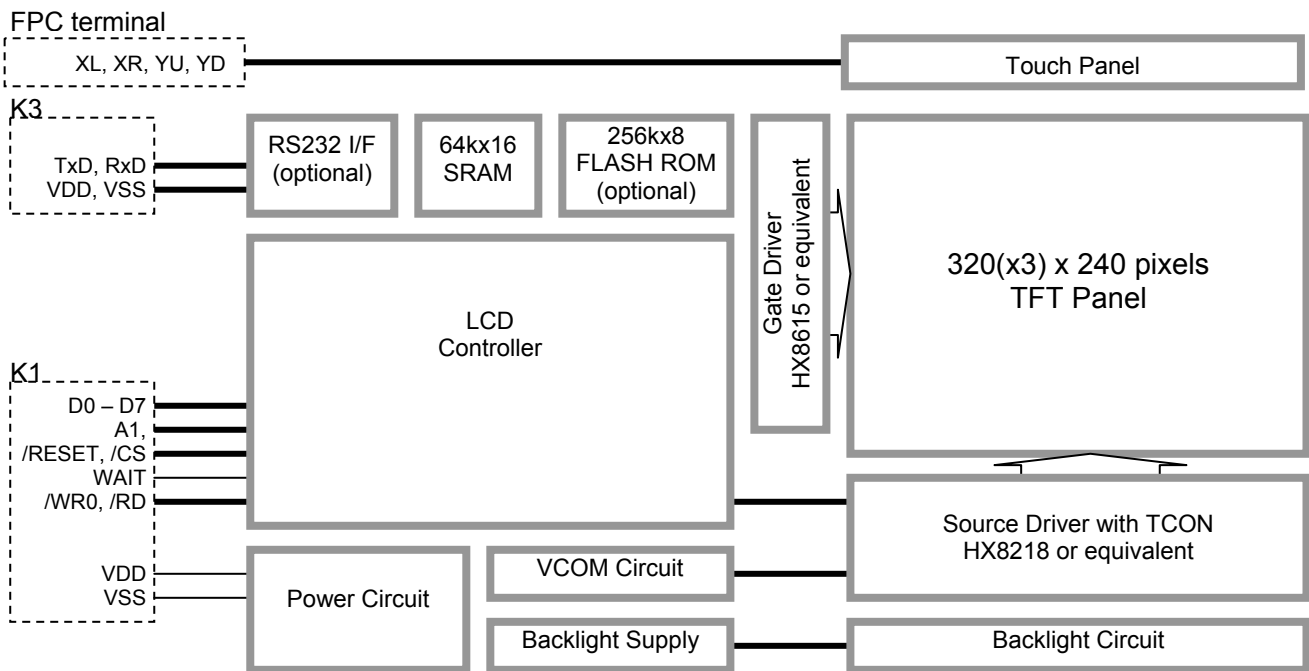 FPC terminal
XL, XR, YU, YD
Touch Panel
K3
TxD, RxD
VDD, VSS
RS232 I/F
(optional)
64kx16
SRAM
256kx8
FLASH ROM
(optional)
Gate Driver
HX8615 or equivalent
320(x3) x 240 pixels
TFT Panel
LCD
Controller
K1
D0 – D7
A1,
/RESET, /CS
WAIT
/WR0, /RD
VDD
VSS
Source Driver with TCON
HX8218 or equivalent
Power Circuit
VCOM Circuit
Backlight Supply
Backlight Circuit